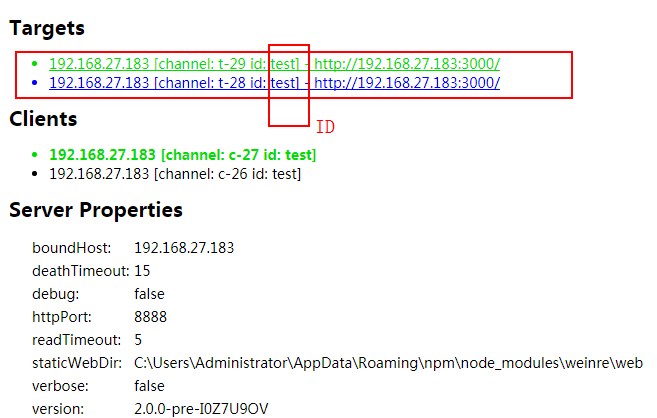 Targets
192.168.27.183 [channel: t-29 id: test] - http://192.168.27.183:3000/
192.168.27.183 [channel: t-28 id: test] - http://192.168.27.183:3000/
Clients
ID
192.168.27.183 [channel: c-27 id: test]
192.168.27.183 [channel: c-26 id: test]
Server Properties
boundHost: 192.168.27.183
deathTimeout: 15
debug: false
httpPort: 8888
readTimeout: 5
staticWebDir: C:\Users\Administrator\AppData\Roaming\npm\node_modules\weinre\web
verbose: false
version: 2.0.0-pre-I0Z7U9OV